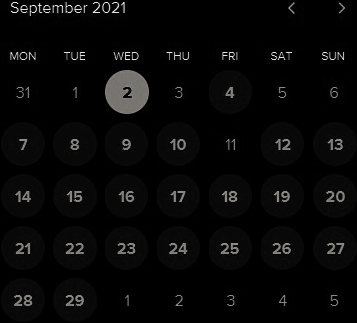 September 2021 < >
MON TUE WED THU FRI SAT SUN
31 1 2 3 4 5 6
7 8 9 10 11 12 13
14 15 16 17 18 19 20
21 22 23 24 25 26 27
28 29 1 2 3 4 5